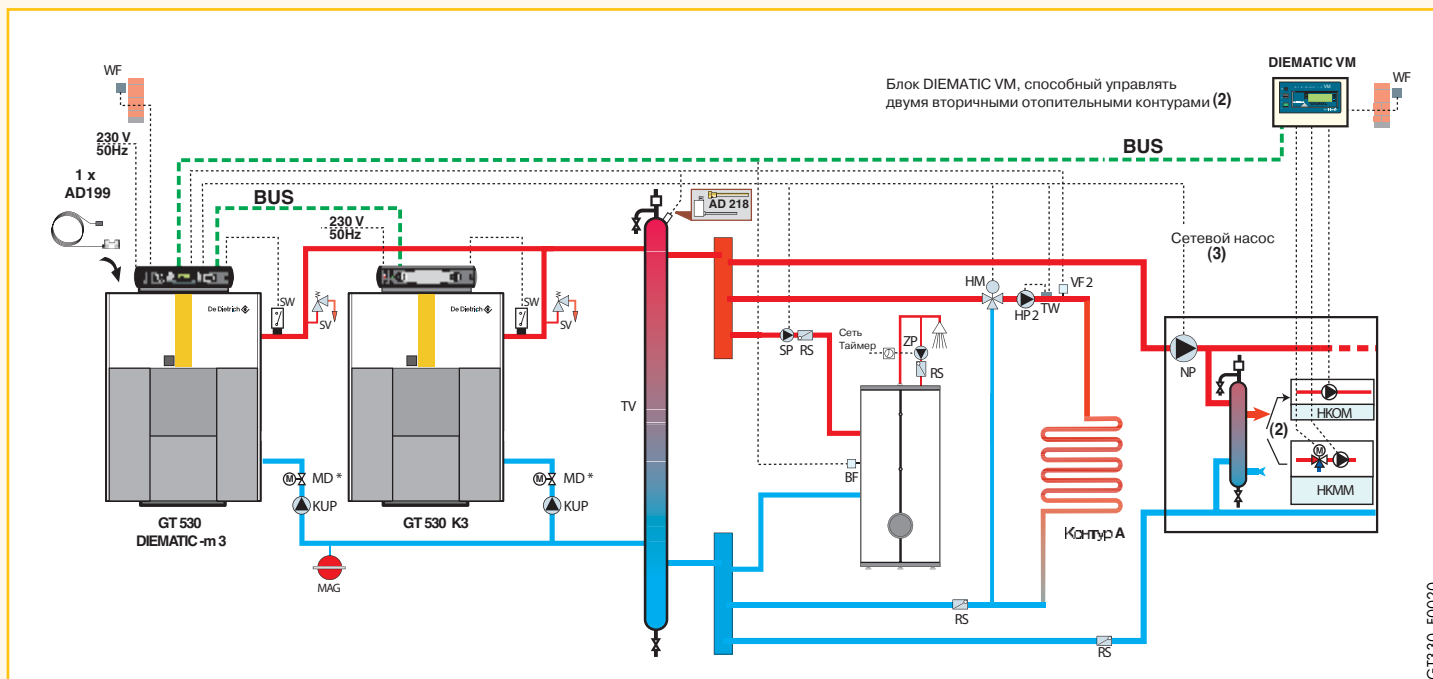 WF
230 V
50Hz
1 x
AD199
BUS
230 V
50Hz
AD 218
Блок DIEMATIC VM, способный управлять
двумя вторичными отопительными контурами (2)
DIEMATIC VM
WF
BUS
Сетевой насос
(3)
De Dietrich
SW
SV
De Dietrich
SW
SV
HM
HP 2
TW
VF 2
Сеть
Таймер
SP
RS
ZP
RS
NP
TV
HKOM
(2)
M
HKMM
BF
M
MD *
KUP
M
MD *
KUP
GT 530
DIEMATIC -m 3
GT 530 K3
Контур A
MAG
RS
RS
GT330_F0020